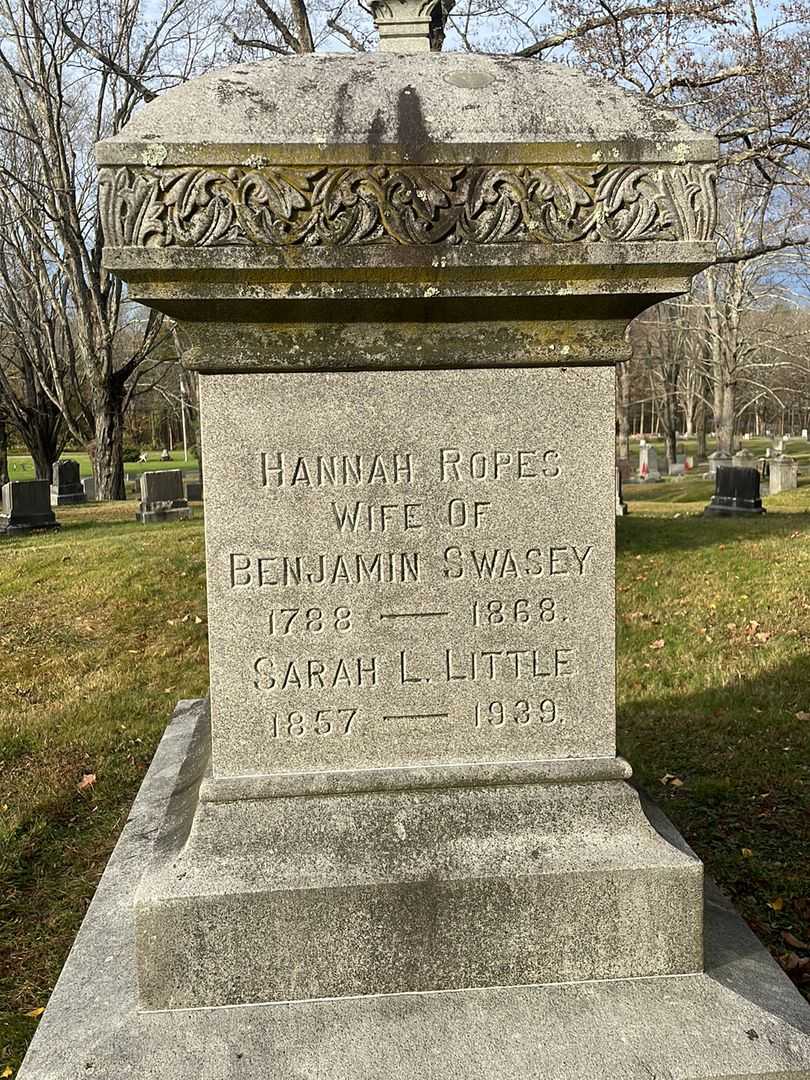 HANNAH ROPES
WIFE OF
BENJAMIN SWASEY
1788 — 1868.
SARAH L. LITTLE
1857 — 1939.